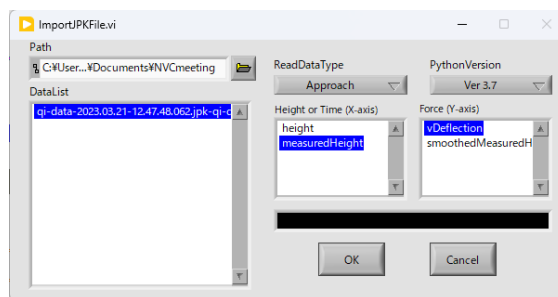 ImportJPKFile.vi
Path
C:¥User...¥Documents¥NVCmeeting
DataList
qi-data-2023.03.21-12.47.48.062.jpk-qi-c
ReadDataType
Approach
PythonVersion
Ver 3.7
Height or Time (X-axis)
height
measuredHeight
Force (Y-axis)
vDeflection
smoothedMeasuredH
OK
Cancel